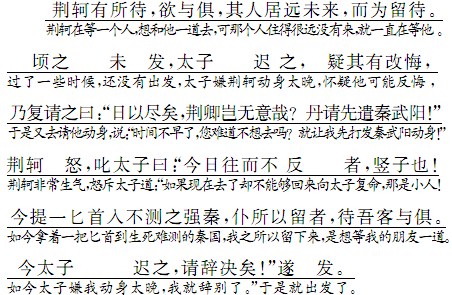 荆轲有所待，欲与俱，其人居远未来，而为留待。
荆轲在等一个人，想和他一道去，可那个人住得很远没有来，就一直在等他。
顷之 未 发，太子 迟 之， 疑其有改悔，
过了一些时候，还没有出发，太子嫌荆轲动身太晚，怀疑他可能反悔，
乃复请之曰：“日以尽矣，荆卿岂无意哉？丹请先遣秦武阳！”
于是又去请他动身，说：“时间不早了，您难道不想去吗？就让我先打发秦武阳动身！”
荆轲 怒，叱太子曰：“今日往而不 反 者，竖子也！
荆轲非常生气，怒斥太子道：“如果现在去了却不能够回来向太子复命，那是小人！
今提一匕首入不测之强秦，仆所以留者，待吾客与俱。
如今拿着一把匕首到生死难测的秦国，我之所以留下来，是想等我的朋友一道。
今太子 迟之，请辞决矣！”遂 发。
如今太子嫌我动身太晚，我就辞别了。”于是就出发了。